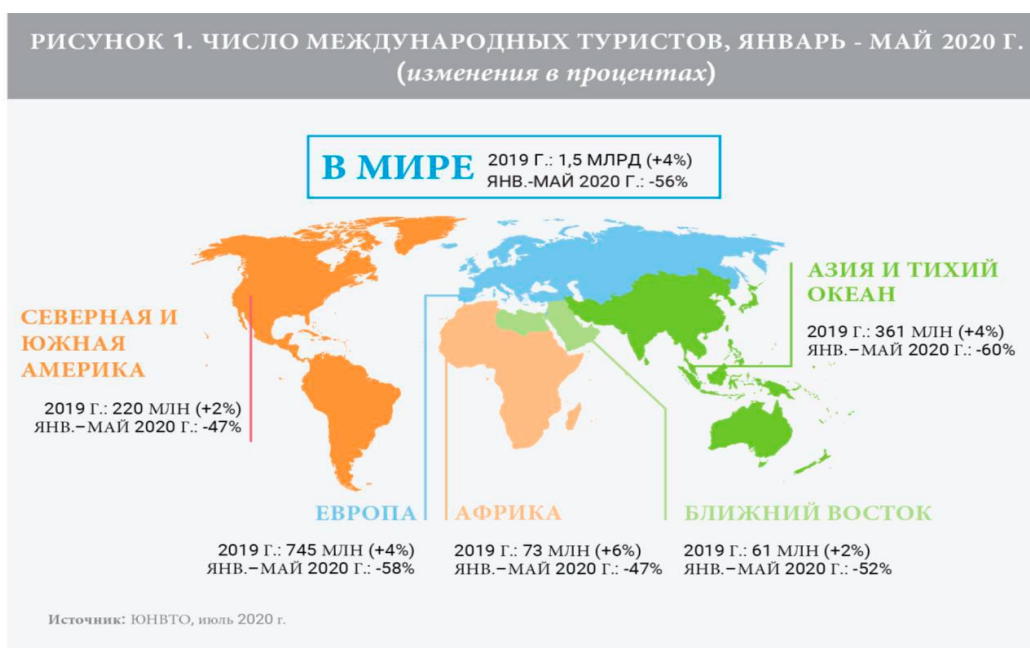 РИСУНОК 1. ЧИСЛО МЕЖДУНАРОДНЫХ ТУРИСТОВ, ЯНВАРЬ - МАЙ 2020 Г.
(изменения в процентах)
В МИРЕ
2019 Г.: 1,5 МЛРД (+4%)
ЯНВ.-МАЙ 2020 Г.: -56%
АЗИЯ И ТИХИЙ
ОКЕАН
2019 Г.: 361 МЛН (+4%)
ЯНВ.–МАЙ 2020 Г.: -60%
СЕВЕРНАЯ И
ЮЖНАЯ
АМЕРИКА
2019 Г.: 220 МЛН (+2%)
ЯНВ.–МАЙ 2020 Г.: -47%
ЕВРОПА
2019 Г.: 745 МЛН (+4%)
ЯНВ.–МАЙ 2020 Г.: -58%
АФРИКА
2019 Г.: 73 МЛН (+6%)
ЯНВ.–МАЙ 2020 Г.: -47%
БЛИЖНИЙ ВОСТОК
2019 Г.: 61 МЛН (+2%)
ЯНВ.–МАЙ 2020 Г.: -52%
Источник: ЮНВТО, июль 2020 г.